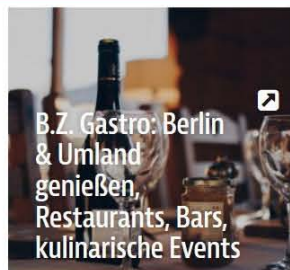 B.Z. Gastro: Berlin
& Umland
genießen,
Restaurants, Bars,
kulinarische Events